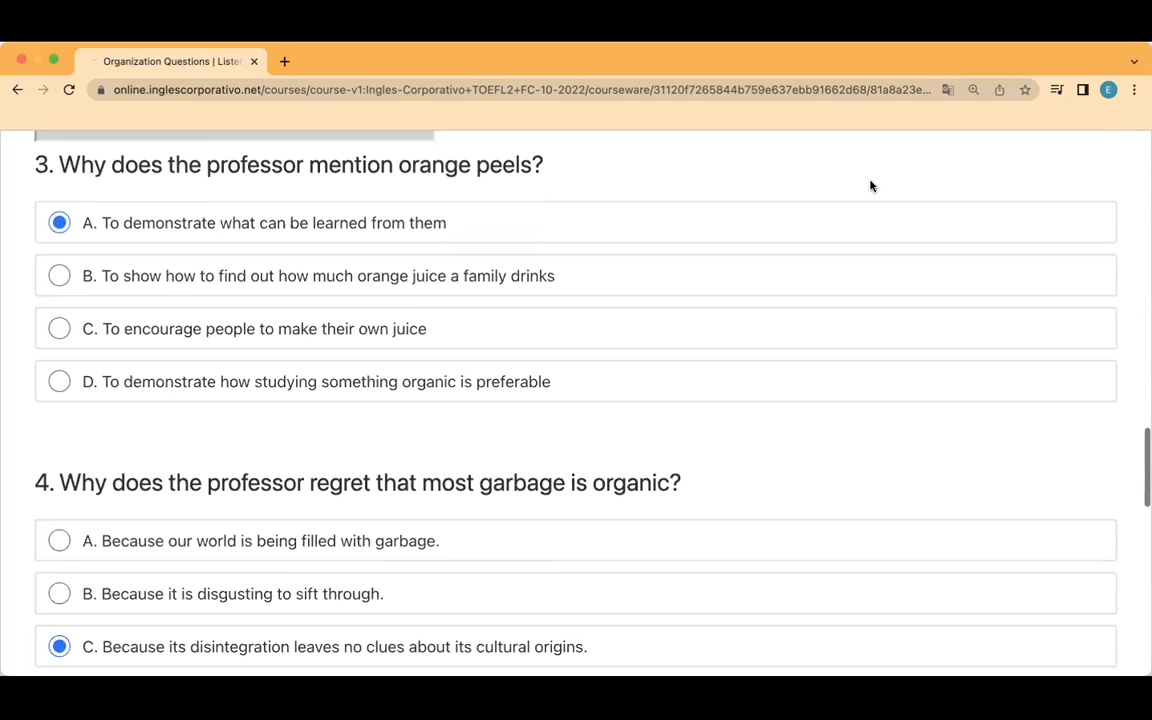 Organization Questions | Lister
online.inglescorporativo.net/courses/course-v1:Ingles-Corporativo+TOEFL2+FC-10-2022/courseware/31120f7265844b759e637ebb91662d68/81a8a23e...
E
3. Why does the professor mention orange peels?
A. To demonstrate what can be learned from them
B. To show how to find out how much orange juice a family drinks
C. To encourage people to make their own juice
D. To demonstrate how studying something organic is preferable
4. Why does the professor regret that most garbage is organic?
A. Because our world is being filled with garbage.
B. Because it is disgusting to sift through.
C. Because its disintegration leaves no clues about its cultural origins.